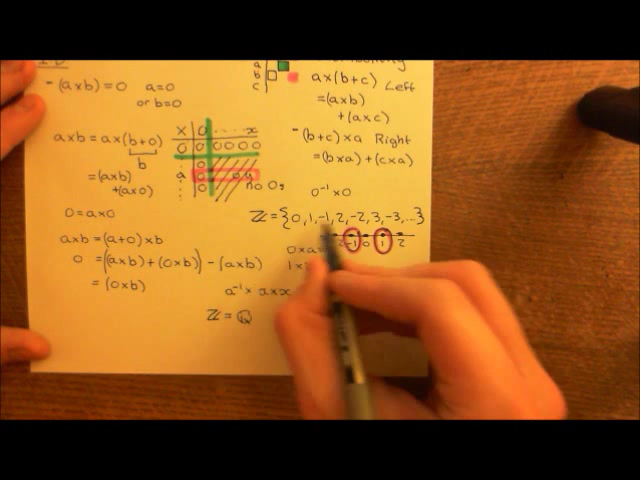 I D
- (a×b) = 0 a=0
or b=0
a×b = a×(b+0)
b
= (a×b)
+(a×0)
0 = a×0
a×b = (a+0)×b
0 = (a×b) + (0×b) - (a×b)
= (0×b)
× 0 ... x
0 0 0 0 0 0
: 0
a 0 0
: 0 no 0s
a
b
c
a×(b+c) Left
= (a×b)
+ (a×c)
- (b+c)×a Right
= (b×a) + (c×a)
0⁻¹×0
ℤ = {0, 1, -1, 2, -2, 3, -3, ...}
-1 0 1 2
0×a =
1×
a⁻¹ × a × x
ℤ = ℚ